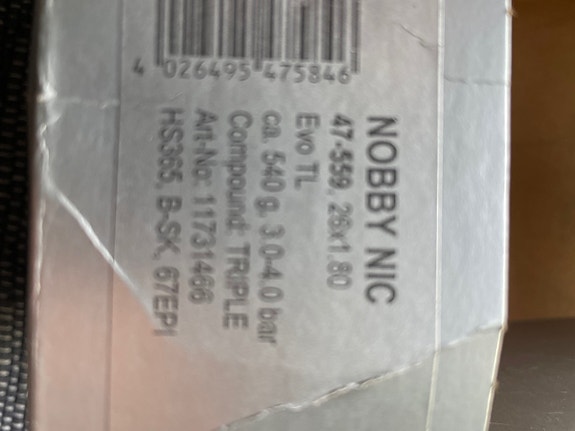 4 026495 475846
NOBBY NIC
47-559, 26x1.80
Evo TL
ca. 540 g, 3.0-4.0 bar
Compound: TRIPLE
Art-No: 11731466
HS365, B-SK, 67EPI